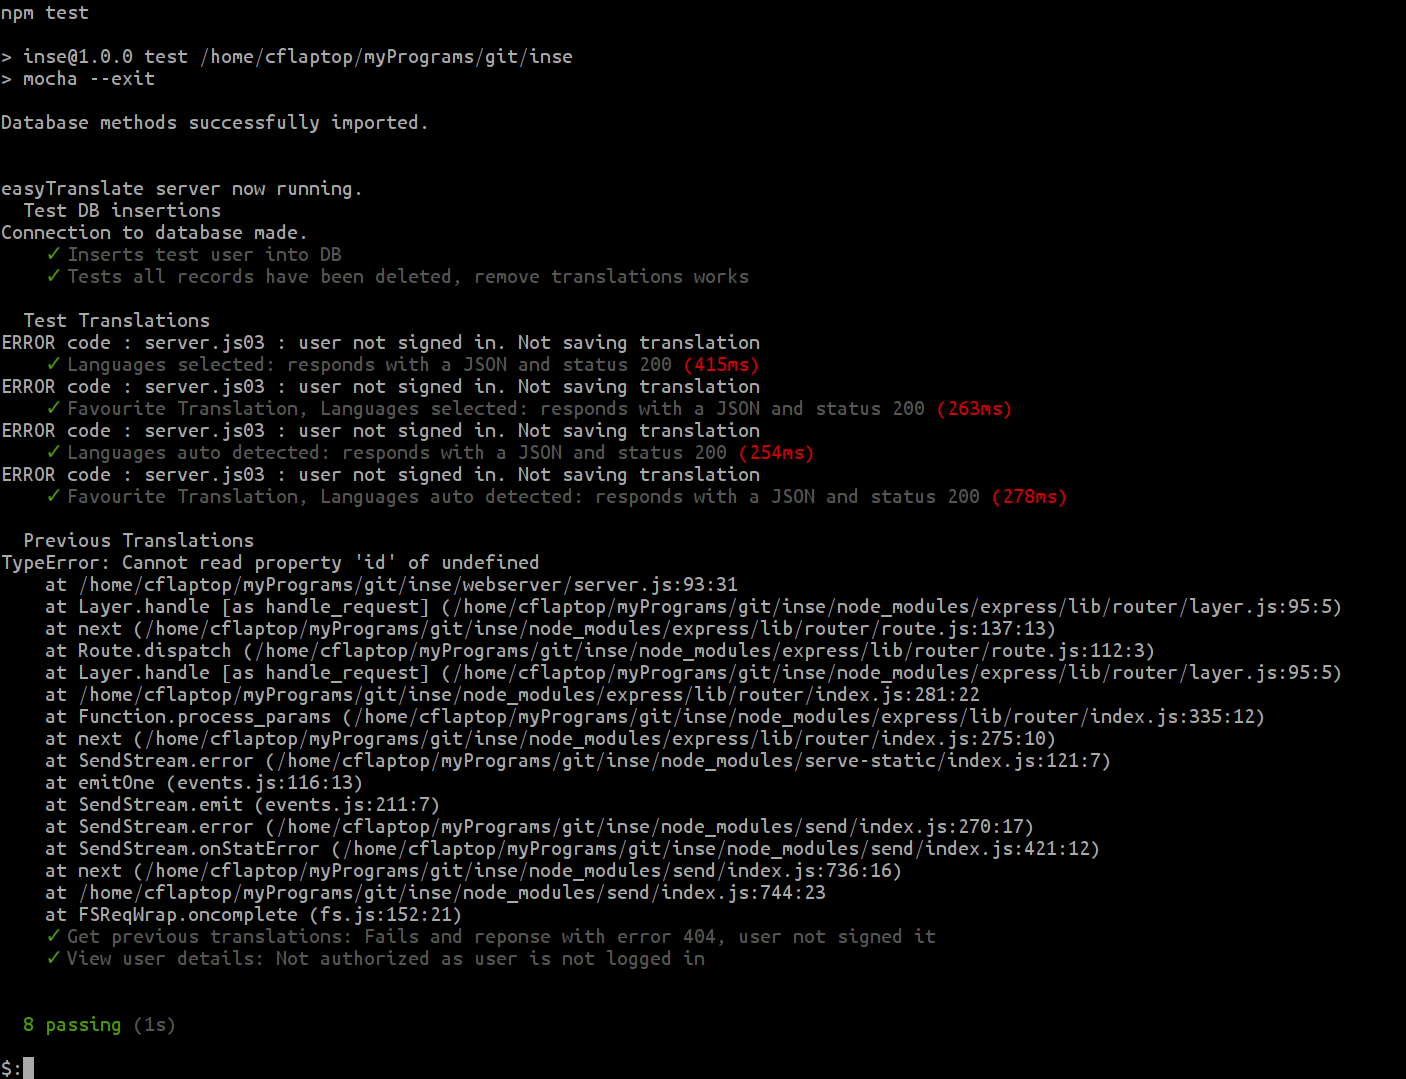 npm test
> inse@1.0.0 test /home/cflaptop/myPrograms/git/inse
> mocha --exit
Database methods successfully imported.
easyTranslate server now running.
Test DB insertions
Connection to database made.
✓ Inserts test user into DB
✓ Tests all records have been deleted, remove translations works
Test Translations
ERROR code : server.js03 : user not signed in. Not saving translation
✓ Languages selected: responds with a JSON and status 200 (415ms)
ERROR code : server.js03 : user not signed in. Not saving translation
✓ Favourite Translation, Languages selected: responds with a JSON and status 200 (263ms)
ERROR code : server.js03 : user not signed in. Not saving translation
✓ Languages auto detected: responds with a JSON and status 200 (254ms)
ERROR code : server.js03 : user not signed in. Not saving translation
✓ Favourite Translation, Languages auto detected: responds with a JSON and status 200 (278ms)
Previous Translations
TypeError: Cannot read property 'id' of undefined
at /home/cflaptop/myPrograms/git/inse/webserver/server.js:93:31
at Layer.handle [as handle_request] (/home/cflaptop/myPrograms/git/inse/node_modules/express/lib/router/layer.js:95:5)
at next (/home/cflaptop/myPrograms/git/inse/node_modules/express/lib/router/route.js:137:13)
at Route.dispatch (/home/cflaptop/myPrograms/git/inse/node_modules/express/lib/router/route.js:112:3)
at Layer.handle [as handle_request] (/home/cflaptop/myPrograms/git/inse/node_modules/express/lib/router/layer.js:95:5)
at /home/cflaptop/myPrograms/git/inse/node_modules/express/lib/router/index.js:281:22
at Function.process_params (/home/cflaptop/myPrograms/git/inse/node_modules/express/lib/router/index.js:335:12)
at next (/home/cflaptop/myPrograms/git/inse/node_modules/express/lib/router/index.js:275:10)
at SendStream.error (/home/cflaptop/myPrograms/git/inse/node_modules/serve-static/index.js:121:7)
at emitOne (events.js:116:13)
at SendStream.emit (events.js:211:7)
at SendStream.error (/home/cflaptop/myPrograms/git/inse/node_modules/send/index.js:270:17)
at SendStream.onStatError (/home/cflaptop/myPrograms/git/inse/node_modules/send/index.js:421:12)
at next (/home/cflaptop/myPrograms/git/inse/node_modules/send/index.js:736:16)
at /home/cflaptop/myPrograms/git/inse/node_modules/send/index.js:744:23
at FSReqWrap.oncomplete (fs.js:152:21)
✓ Get previous translations: Fails and reponse with error 404, user not signed it
✓ View user details: Not authorized as user is not logged in
8 passing (1s)
$: